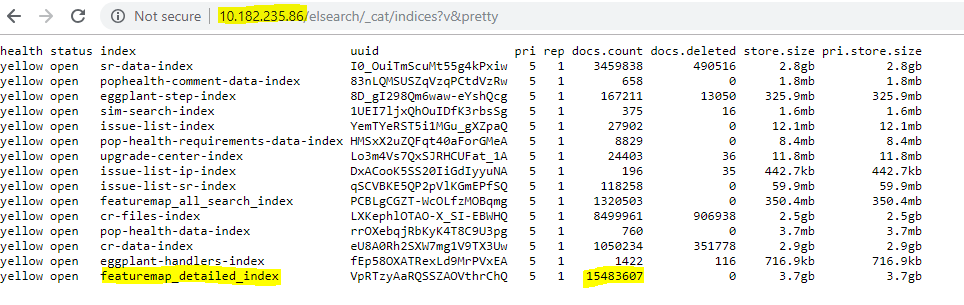 Not secure | 10.182.235.86/elsearch/_cat/indices?v&pretty
health status index uuid pri rep docs.count docs.deleted store.size pri.store.size
yellow open sr-data-index I0_OuiTmScuMt55g4kPxiw 5 1 3459838 490516 2.8gb 2.8gb
yellow open pophealth-comment-data-index 83nLQMSUSZqVzqPCtdVzRw 5 1 658 0 1.8mb 1.8mb
yellow open eggplant-step-index 8D_gI298Qm6waw-eYshQcg 5 1 167211 13050 325.9mb 325.9mb
yellow open sim-search-index 1UEI7ljxQhOuIDfK3rbsSg 5 1 375 16 1.6mb 1.6mb
yellow open issue-list-index YemTYeRST5i1MGu_gXZpaQ 5 1 27902 0 12.1mb 12.1mb
yellow open pop-health-requirements-data-index HMSxX2uZQFqt40aForGMeA 5 1 8829 0 8.4mb 8.4mb
yellow open upgrade-center-index Lo3m4Vs7QxSJRHCUFat_1A 5 1 24403 36 11.8mb 11.8mb
yellow open issue-list-ip-index DxACooK5SS20IiGdIyyuNA 5 1 196 35 442.7kb 442.7kb
yellow open issue-list-sr-index qSCVBKE5QP2pVlKGmEPfSQ 5 1 118258 0 59.9mb 59.9mb
yellow open featuremap_all_search_index PCBLgCGZT-WcOLfzMOBqmg 5 1 1320503 0 350.4mb 350.4mb
yellow open cr-files-index LXKephlOTAO-X_SI-EBWHQ 5 1 8499961 906938 2.5gb 2.5gb
yellow open pop-health-data-index rrOXebqjRbKyK4T8C9U3pg 5 1 760 0 3.7mb 3.7mb
yellow open cr-data-index eU8A0Rh2SXW7mg1V9TX3Uw 5 1 1050234 351778 2.9gb 2.9gb
yellow open eggplant-handlers-index fEp58OXATRexLd9MrPVxEA 5 1 1422 116 716.9kb 716.9kb
yellow open featuremap_detailed_index VpRTzyAaRQSSZAOVthrChQ 5 1 15483607 0 3.7gb 3.7gb